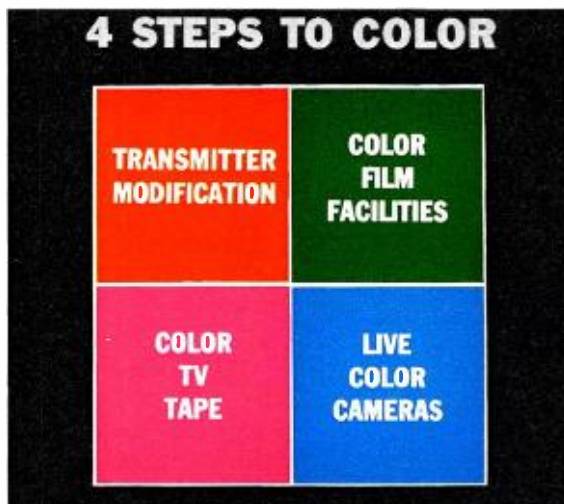 4 STEPS TO COLOR
TRANSMITTER
MODIFICATION
COLOR
FILM
FACILITIES
COLOR
TV
TAPE
LIVE
COLOR
CAMERAS